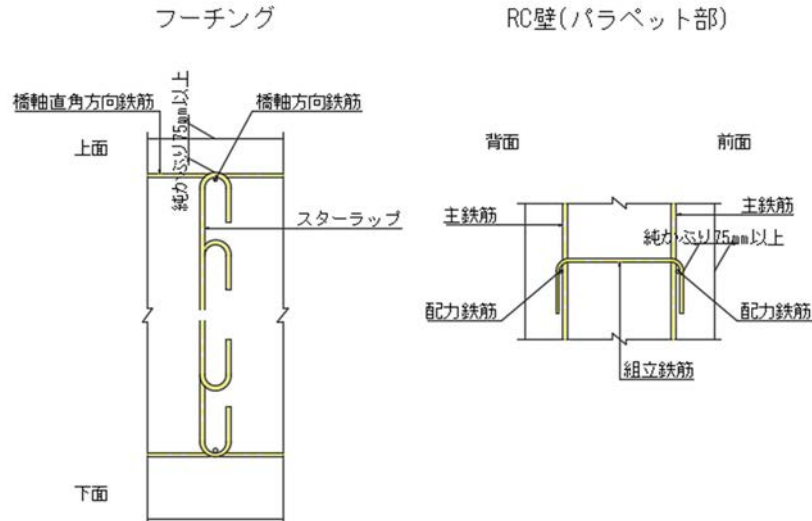 フーチング
RC壁(パラペット部)
橋軸直角方向鉄筋
純かぶり75mm以上
橋軸方向鉄筋
上面
スターラップ
下面
背面
前面
主鉄筋
主鉄筋
純かぶり75mm以上
配力鉄筋
配力鉄筋
組立鉄筋